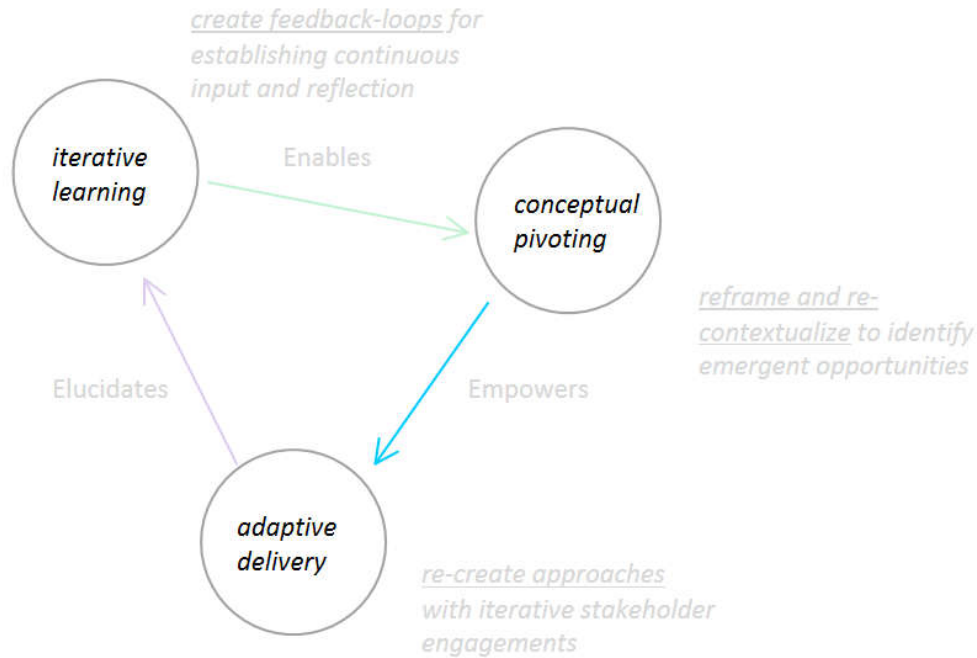 create feedback-loops for
establishing continuous
input and reflection
iterative
learning
Enables
conceptual
pivoting
reframe and re-
contextualize to identify
emergent opportunities
Elucidates
Empowers
adaptive
delivery
re-create approaches
with iterative stakeholder
engagements